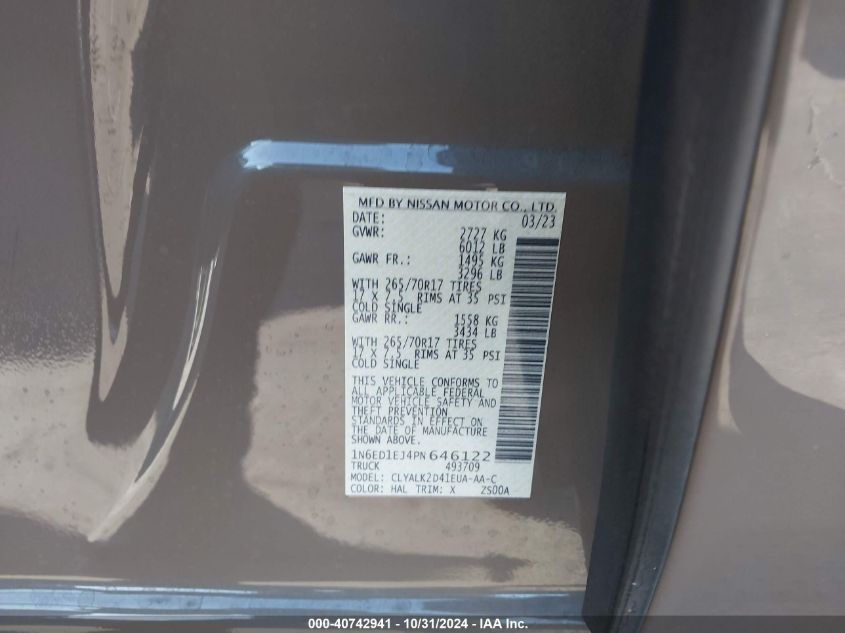 MFD BY NISSAN MOTOR CO., LTD.
DATE: 03/23
GVWR: 2727 KG
6012 LB
GAWR FR.: 1495 KG
3296 LB
WITH 265/70R17 TIRES
17 X 7.5 RIMS AT 35 PSI
COLD SINGLE
GAWR RR.: 1558 KG
3434 LB
WITH 265/70R17 TIRES
17 X 7.5 RIMS AT 35 PSI
COLD SINGLE
THIS VEHICLE CONFORMS TO
ALL APPLICABLE FEDERAL
MOTOR VEHICLE SAFETY AND
THEFT PREVENTION
STANDARDS IN EFFECT ON
THE DATE OF MANUFACTURE
SHOWN ABOVE.
1N6ED1EJ4PN646122
TRUCK 493709
MODEL: CLYALK2D41EUA-AA-C
COLOR: HAL TRIM: X ZS00A
000-40742941 - 10/31/2024 - IAA Inc.